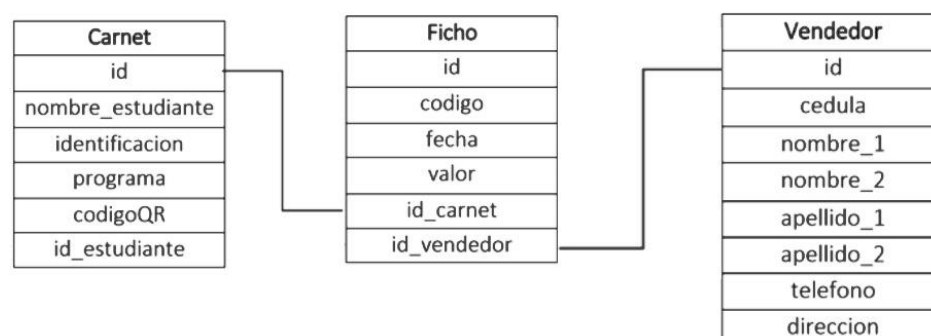 Carnet
id
nombre_estudiante
identificacion
programa
codigoQR
id_estudiante
Ficho
id
codigo
fecha
valor
id_carnet
id_vendedor
Vendedor
id
cedula
nombre_1
nombre_2
apellido_1
apellido_2
telefono
direccion